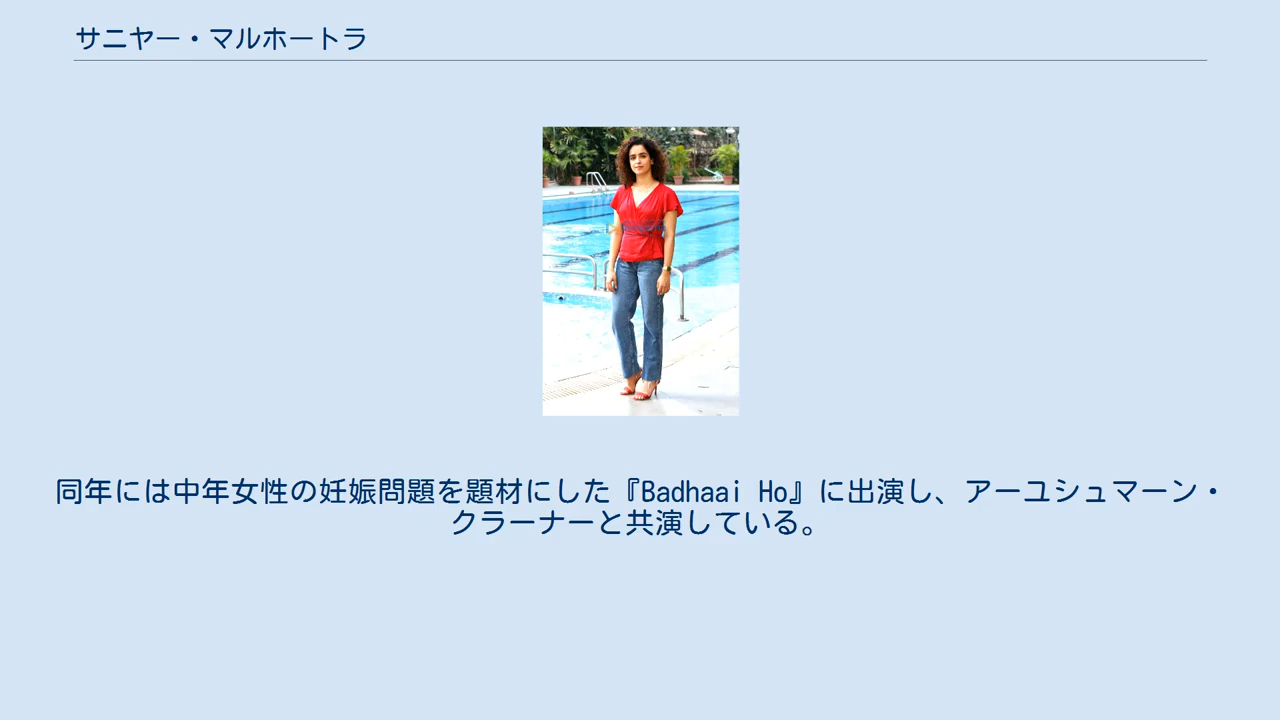 サニヤー・マルホートラ
同年には中年女性の妊娠問題を題材にした『Badhaai Ho』に出演し、アーユシュマーン・
クラーナーと共演している。